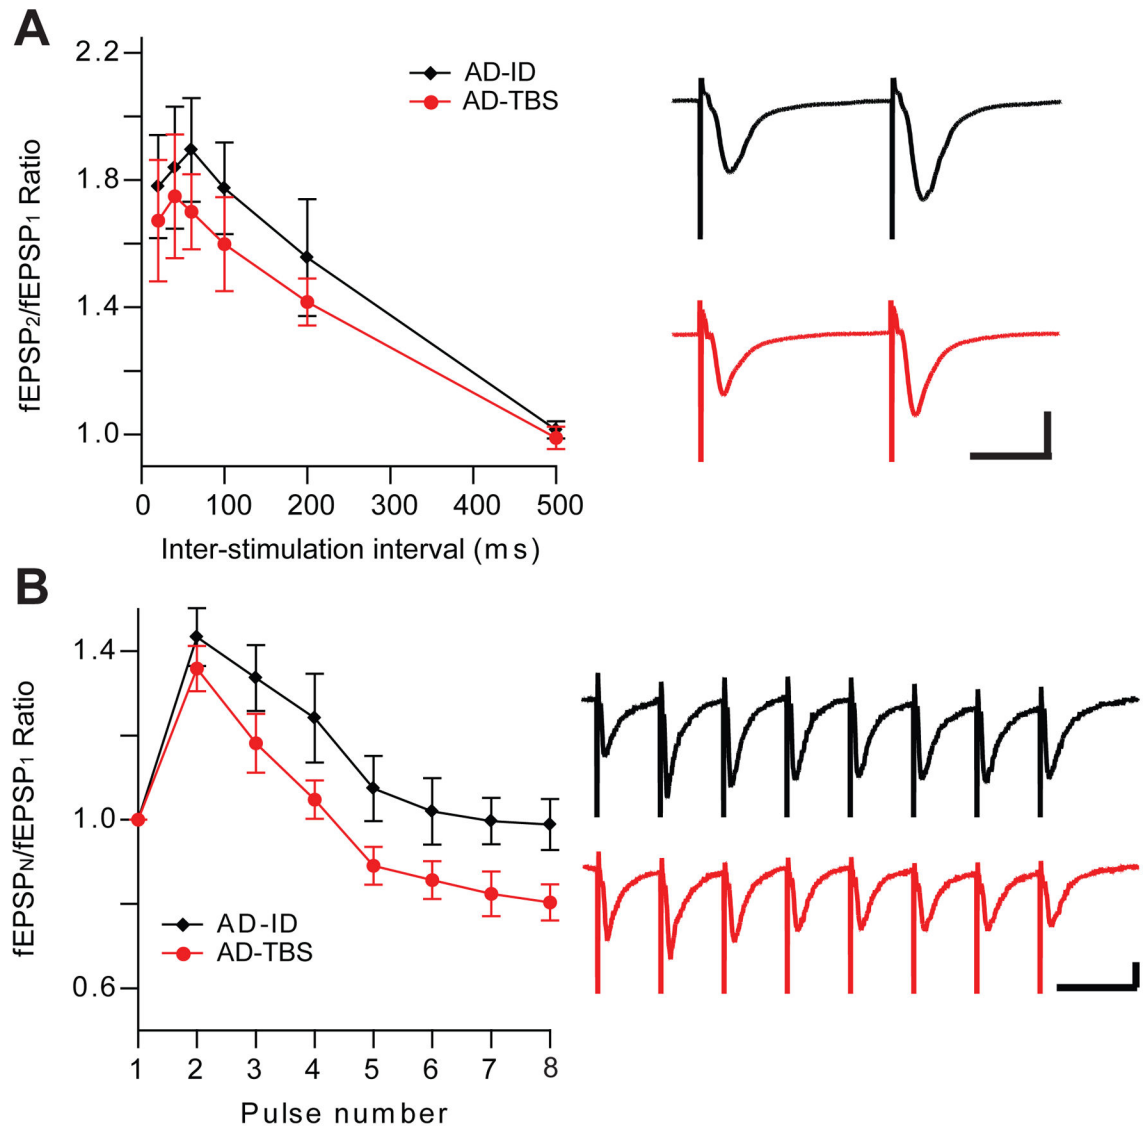 A
2.2
1.8
1.4
1.0
fEPSP₂/fEPSP₁ Ratio
AD-ID
AD-TBS
0 100 200 300 400 500
Inter-stimulation interval (ms)
B
1.4
1.0
0.6
fEPSPN/fEPSP₁ Ratio
AD-ID
AD-TBS
1 2 3 4 5 6 7 8
Pulse number